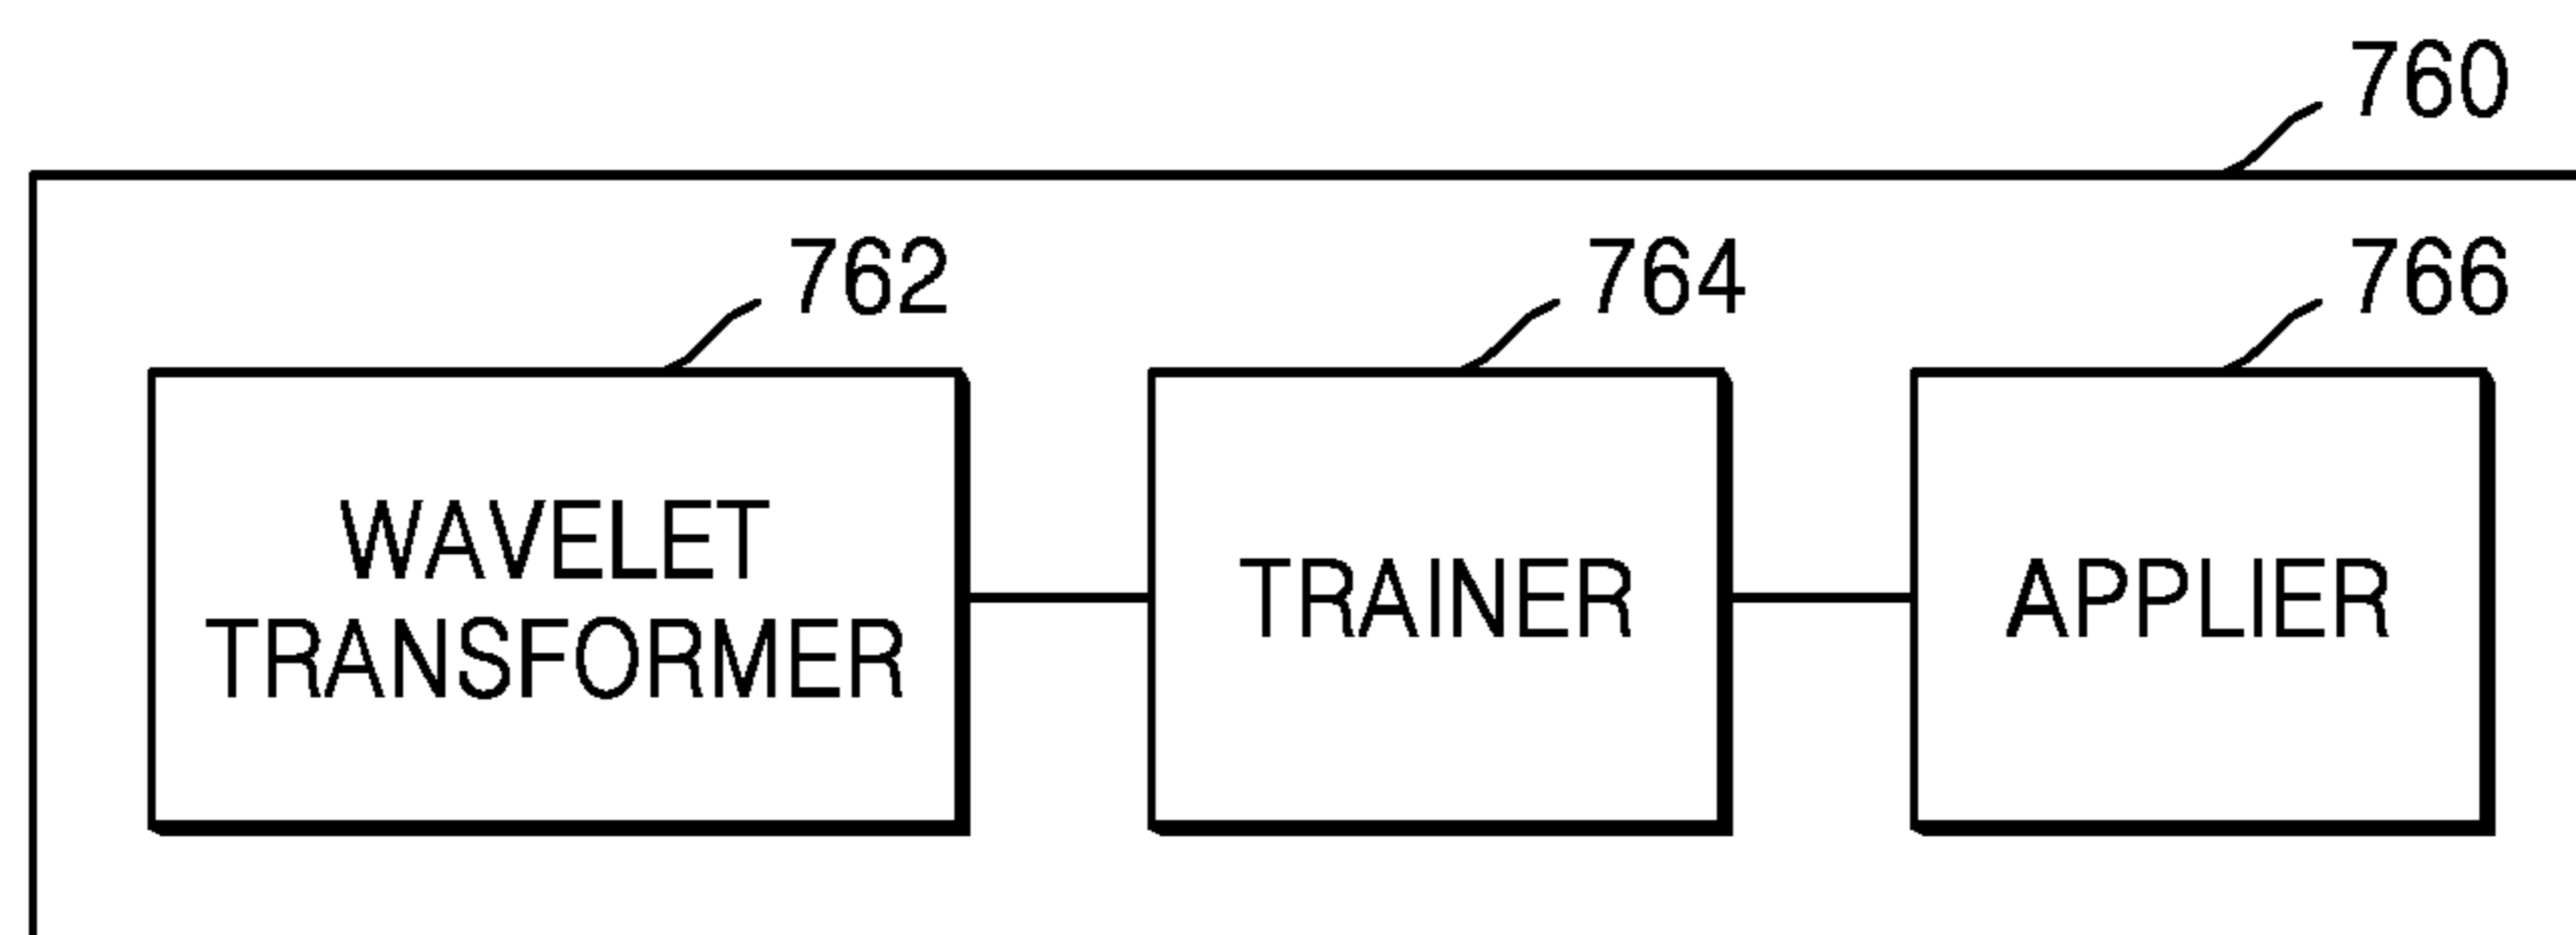 760
762
764
766
WAVELET
TRANSFORMER
TRAINER
APPLIER